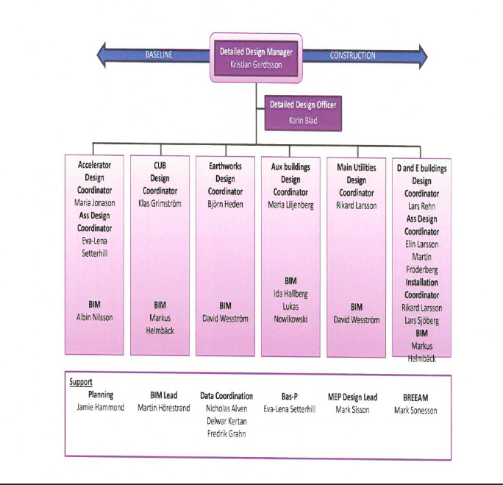 BASELINE
Detailed Design Manager
Kristian Gerdtsson
CONSTRUCTION
Detailed Design Officer
Karin Blad
Accelerator
Design
Coordinator
Maria Jonason
Ass Design
Coordinator
Eva-Lena
Setterhill
BIM
Albin Nilsson
CUB
Design
Coordinator
Klas Grimström
BIM
Markus
Helmbäck
Earthworks
Design
Coordinator
Björn Heden
BIM
David Wesström
Aux buildings
Design
Coordinator
Maria Liljenberg
BIM
Ida Hallberg
Lukas
Nowikowski
Main Utilities
Design
Coordinator
Rikard Larsson
BIM
David Wesström
D and E buildings
Design
Coordinator
Lars Rehn
Ass Design
Coordinator
Elin Larsson
Martin
Fröderberg
Installation
Coordinator
Rikard Larsson
Lars Sjöberg
BIM
Markus
Helmbäck
Support
Planning
Jamie Hammond
BIM Lead
Martin Hörestrand
Data Coordination
Nicholas Alven
Delwar Kertan
Fredrik Grahn
Bas-P
Eva-Lena Setterhill
MEP Design Lead
Mark Sisson
BREEAM
Mark Sonesson